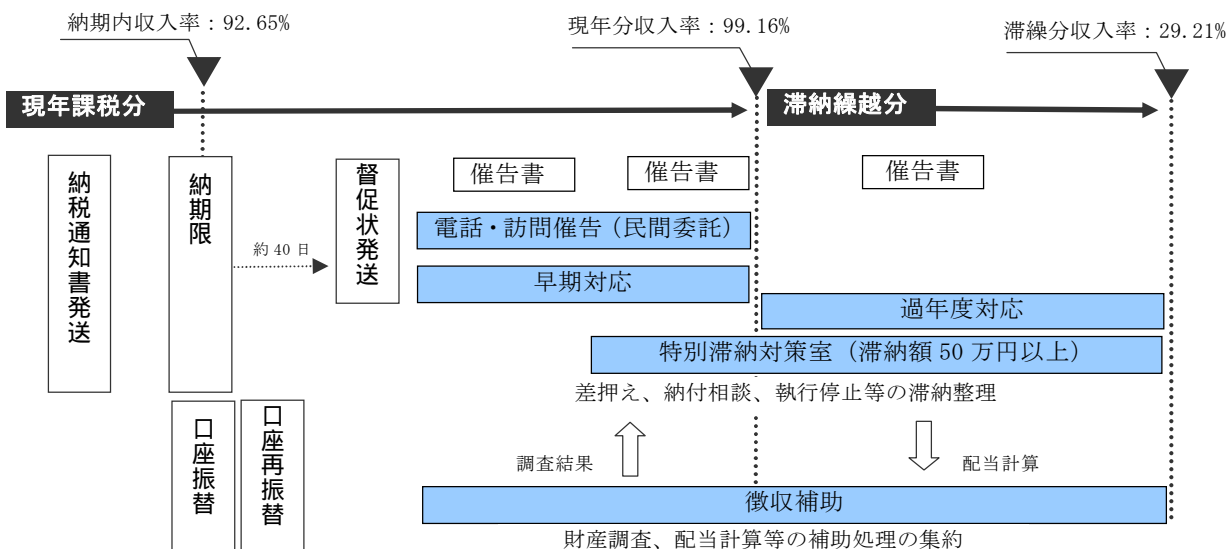 納期内収入率：92.65%
現年分収入率：99.16%
滞繰分収入率：29.21%
現年課税分
滞納繰越分
納税通知書発送
納期限
約40日
督促状発送
催告書
催告書
催告書
電話・訪問催告（民間委託）
早期対応
過年度対応
特別滞納対策室（滞納額50万円以上）
差押え、納付相談、執行停止等の滞納整理
口座振替
口座再振替
調査結果
配当計算
徴収補助
財産調査、配当計算等の補助処理の集約